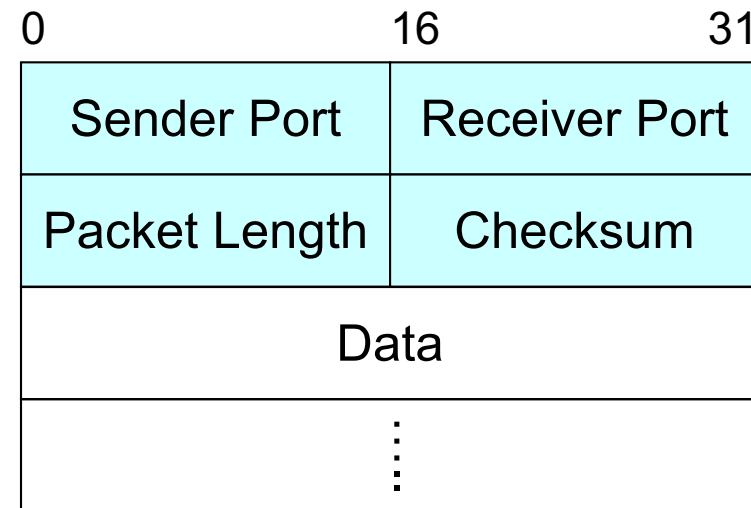 0 16 31
Sender Port Receiver Port
Packet Length Checksum
Data